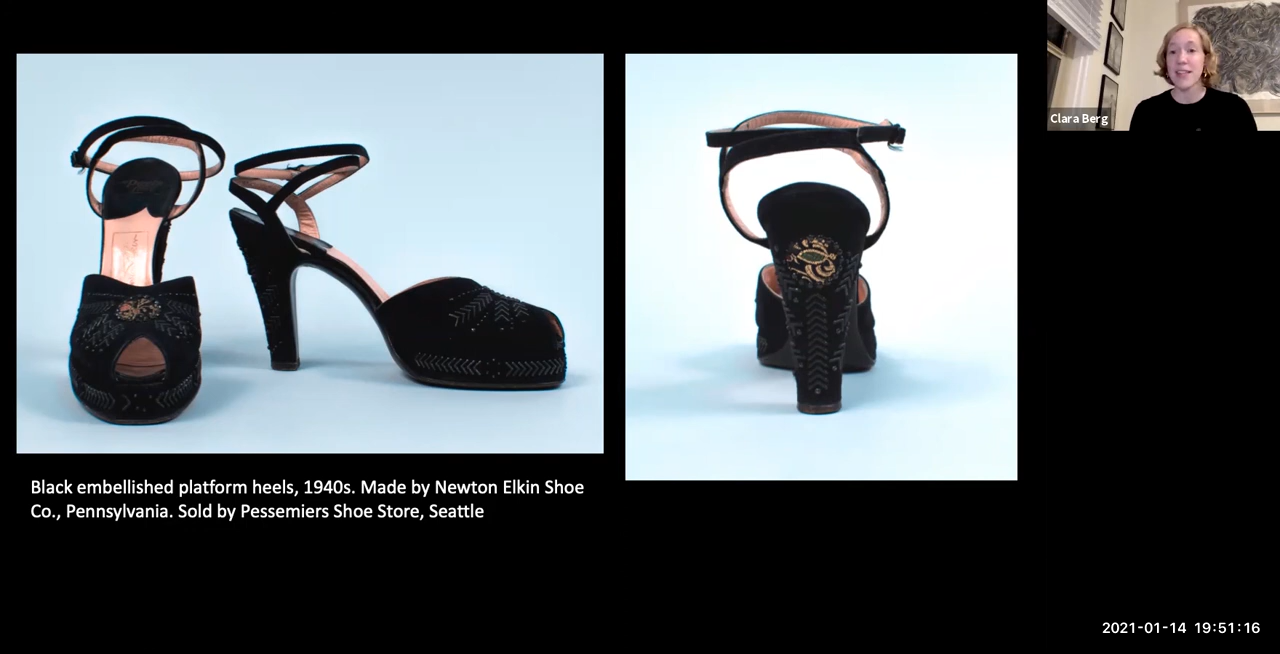 Clara Berg
Black embellished platform heels, 1940s. Made by Newton Elkin Shoe
Co., Pennsylvania. Sold by Pessemiers Shoe Store, Seattle
2021-01-14 19:51:16